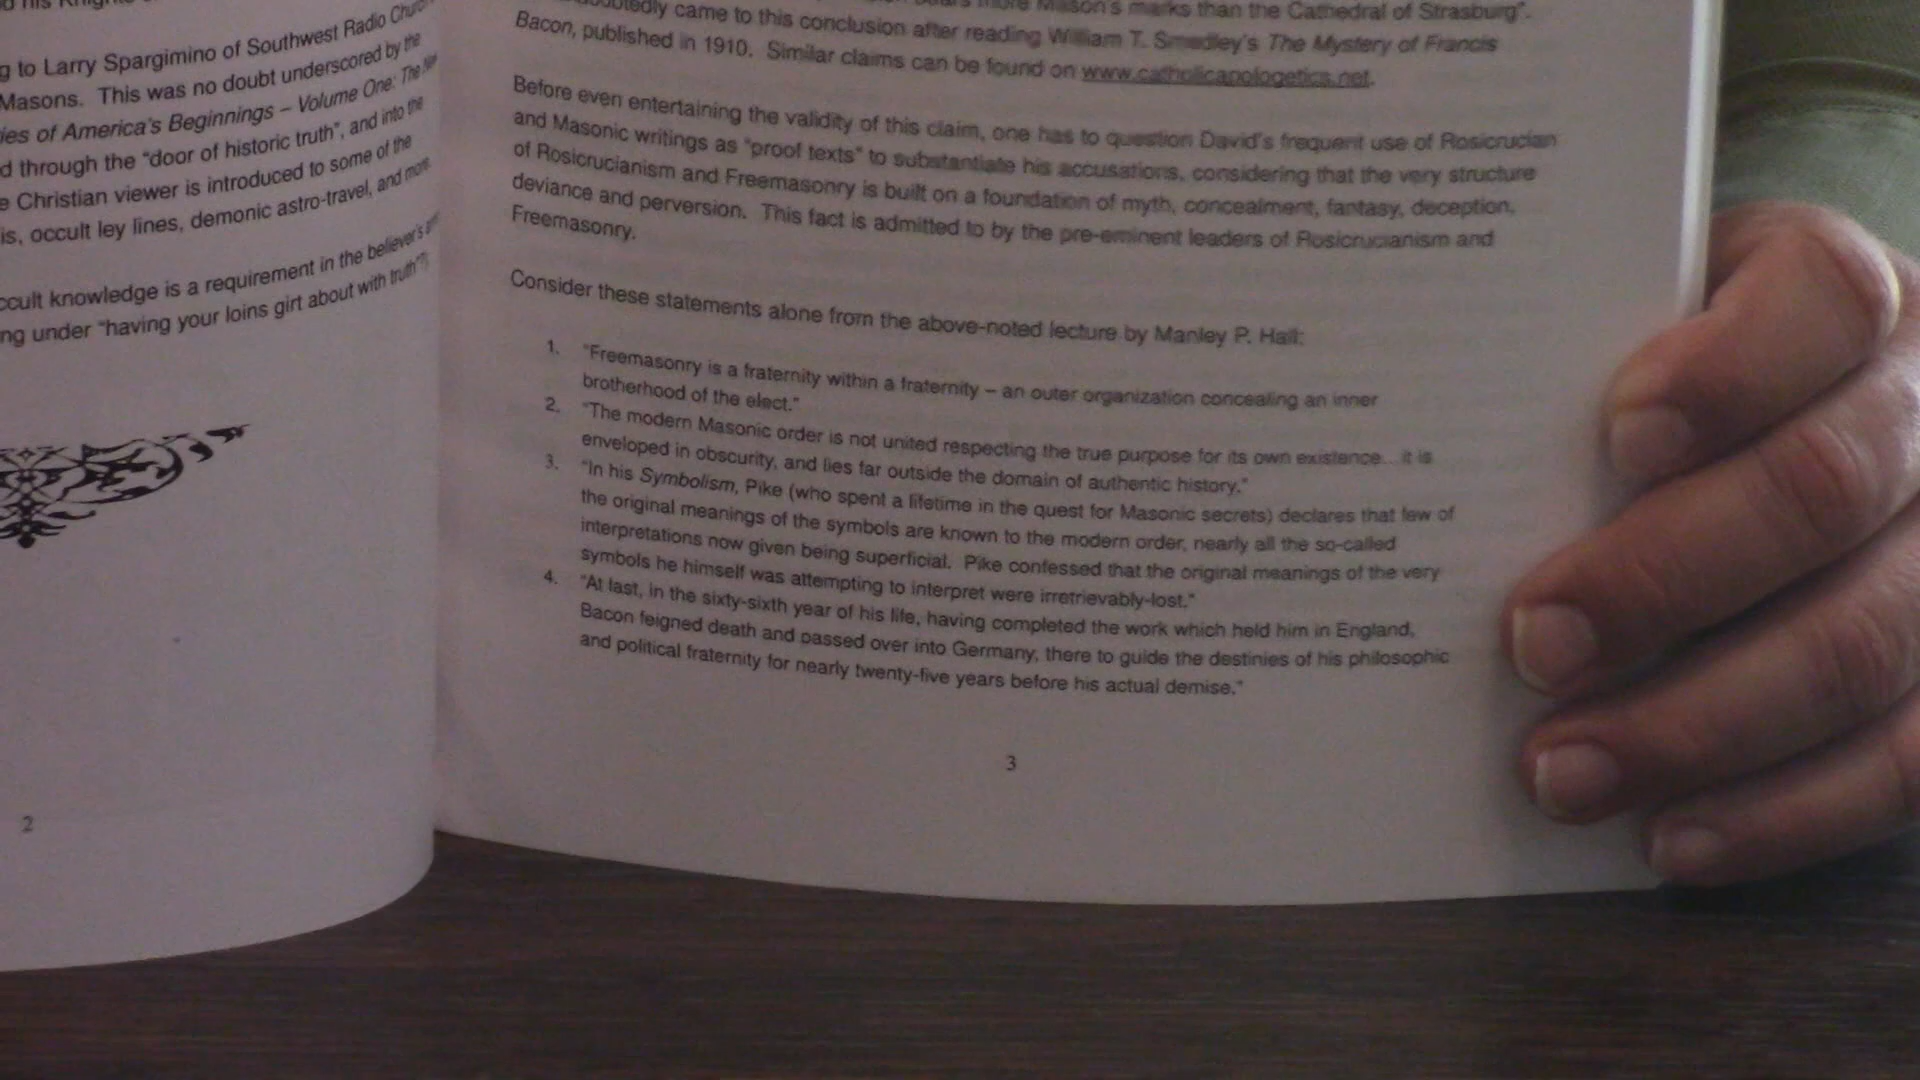 g to Larry Spargimino of Southwest Radio Church
Masons. This was no doubt underscored by the
ies of America's Beginnings – Volume One: The New
d through the "door of historic truth", and into the
e Christian viewer is introduced to some of the
is, occult ley lines, demonic astro-travel, and more.
ccult knowledge is a requirement in the believer's
ng under "having your loins girt about with truth"?
2
more Mason's marks than the Cathedral of Strasburg".
came to this conclusion after reading William T. Smedley's The Mystery of Francis
Bacon, published in 1910. Similar claims can be found on www.catholicapologetics.net.
Before even entertaining the validity of this claim, one has to question David's frequent use of Rosicrucian
and Masonic writings as "proof texts" to substantiate his accusations, considering that the very structure
of Rosicrucianism and Freemasonry is built on a foundation of myth, concealment, fantasy, deception,
deviance and perversion. This fact is admitted to by the pre-eminent leaders of Rosicrucianism and
Freemasonry.
Consider these statements alone from the above-noted lecture by Manley P. Hall:
1. "Freemasonry is a fraternity within a fraternity – an outer organization concealing an inner
brotherhood of the elect."
2. "The modern Masonic order is not united respecting the true purpose for its own existence...it is
enveloped in obscurity, and lies far outside the domain of authentic history."
3. "In his Symbolism, Pike (who spent a lifetime in the quest for Masonic secrets) declares that few of
the original meanings of the symbols are known to the modern order, nearly all the so-called
interpretations now given being superficial. Pike confessed that the original meanings of the very
symbols he himself was attempting to interpret were irretrievably-lost."
4. "At last, in the sixty-sixth year of his life, having completed the work which held him in England,
Bacon feigned death and passed over into Germany, there to guide the destinies of his philosophic
and political fraternity for nearly twenty-five years before his actual demise."
3